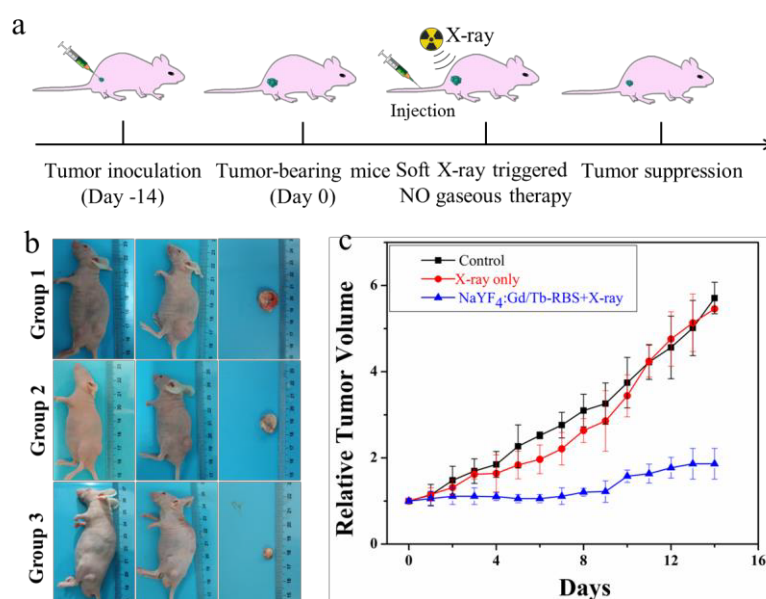 a
X-ray
Injection
Tumor inoculation
(Day -14)
Tumor-bearing mice
(Day 0)
Soft X-ray triggered
NO gaseous therapy
Tumor suppression
b
Group 1
Group 2
Group 3
c
Control
X-ray only
NaYF4:Gd/Tb-RBS+X-ray
Relative Tumor Volume
6
4
2
0
0
4
8
12
16
Days